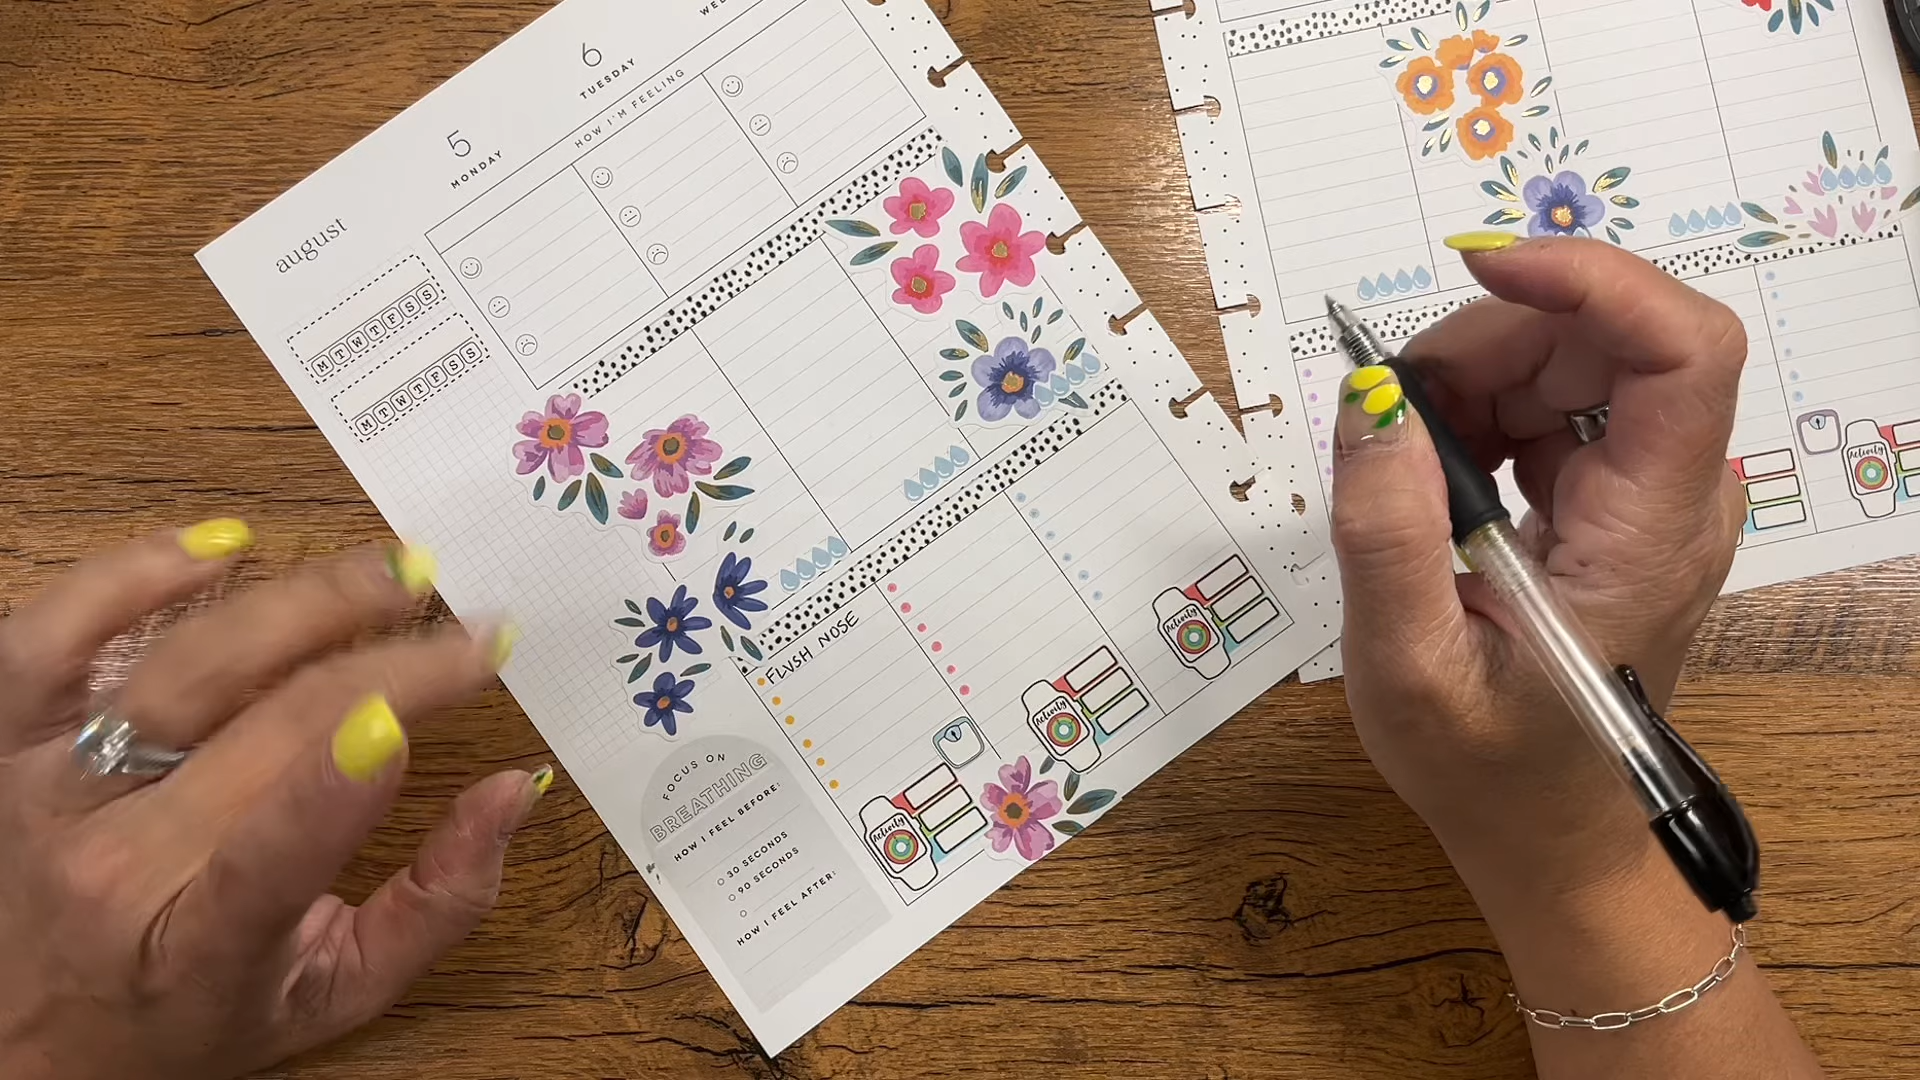 august
5
MONDAY
6
TUESDAY
HOW I'M FEELING
M T W T F S S
M T W T F S S
FLUSH NOSE
FOCUS ON
BREATHING
HOW I FEEL BEFORE:
30 SECONDS
90 SECONDS
HOW I FEEL AFTER:
Activity
Activity
Activity
Activity